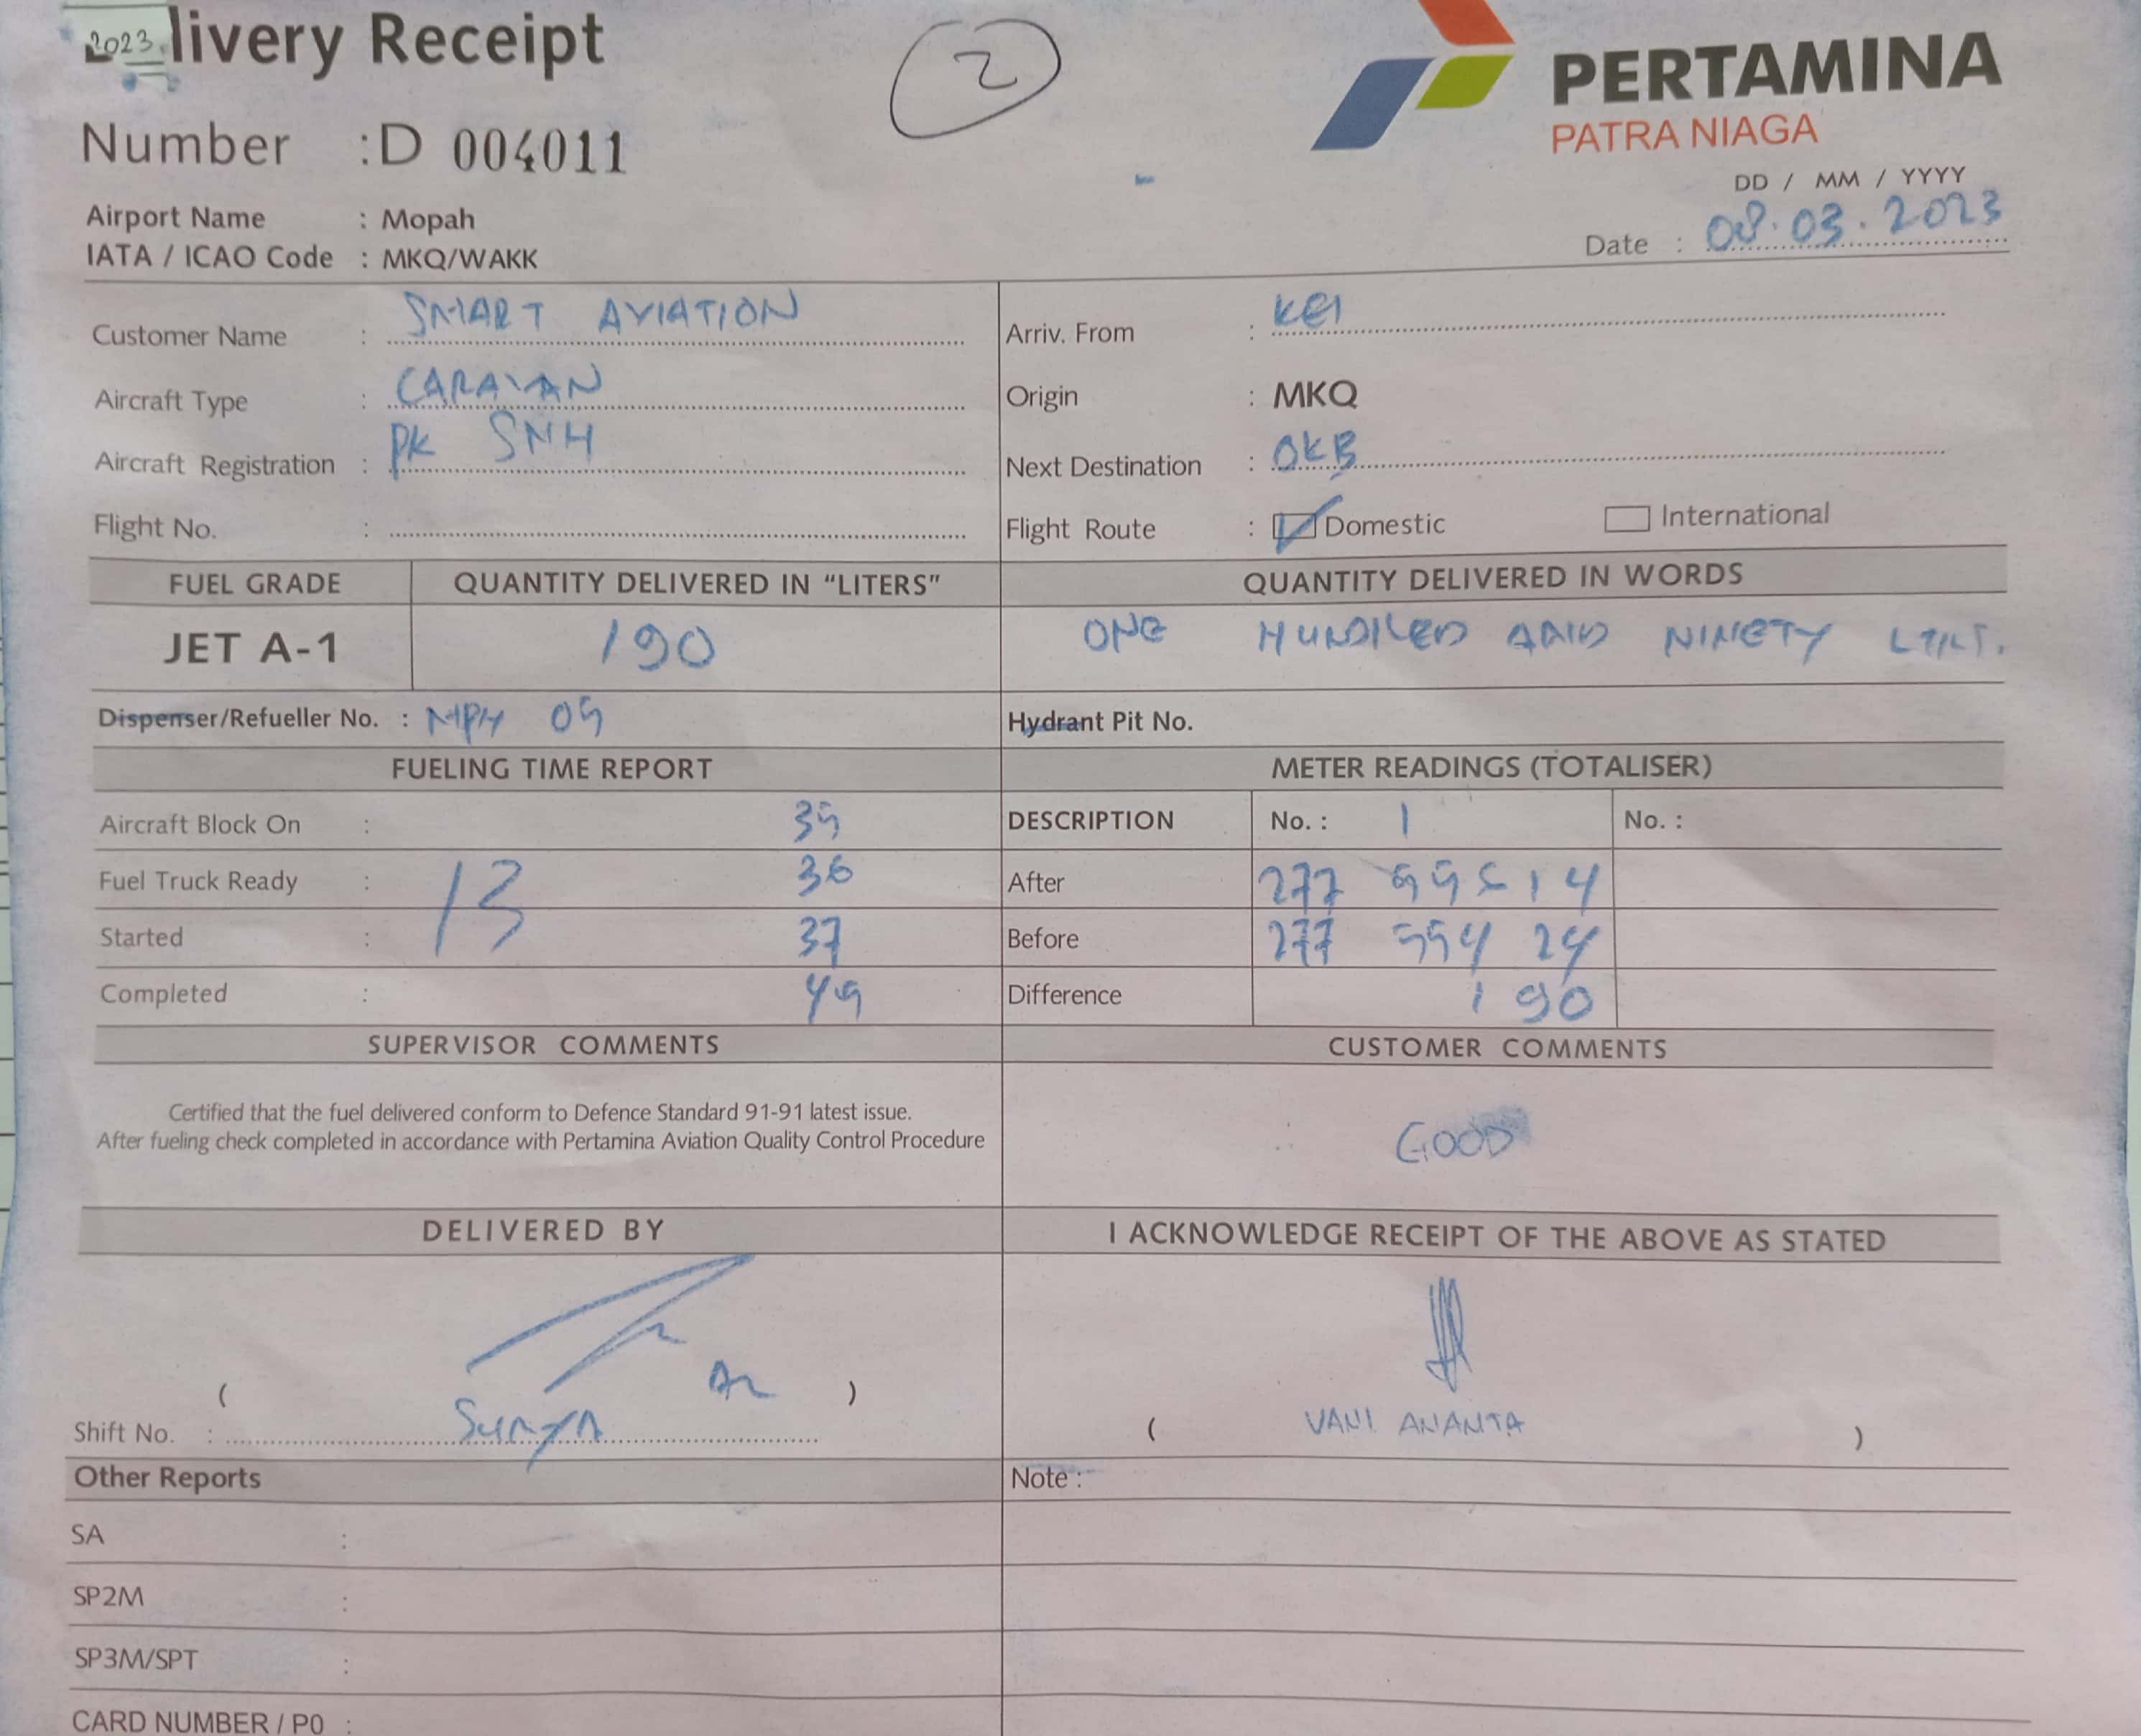 2023 livery Receipt
2
PERTAMINA
PATRA NIAGA
Number : D 004011
DD / MM / YYYY
Date : 08.03.2023
Airport Name : Mopah
IATA / ICAO Code : MKQ/WAKK
Customer Name : SMART AVIATION
Arriv. From : KEI
Aircraft Type : CARAVAN
Origin : MKQ
Aircraft Registration : PK SNH
Next Destination : OKB
Flight No. :
Flight Route : Domestic International
FUEL GRADE QUANTITY DELIVERED IN “LITERS” QUANTITY DELIVERED IN WORDS
JET A-1 190 ONE HUNDRED AND NINETY
Dispenser/Refueller No. : MPH 09
Hydrant Pit No.
FUELING TIME REPORT METER READINGS (TOTALISER)
Aircraft Block On : 35
DESCRIPTION No. : 1 No. :
Fuel Truck Ready : 13 36
After 277 995 14
Started : 37
Before 277 994 24
Completed : 49
Difference 190
SUPERVISOR COMMENTS CUSTOMER COMMENTS
Certified that the fuel delivered conform to Defence Standard 91-91 latest issue.
After fueling check completed in accordance with Pertamina Aviation Quality Control Procedure
GOOD
DELIVERED BY I ACKNOWLEDGE RECEIPT OF THE ABOVE AS STATED
( )
Shift No. : Surya
( VANI ANANTA )
Other Reports Note :
SA :
SP2M :
SP3M/SPT :
CARD NUMBER / PO :